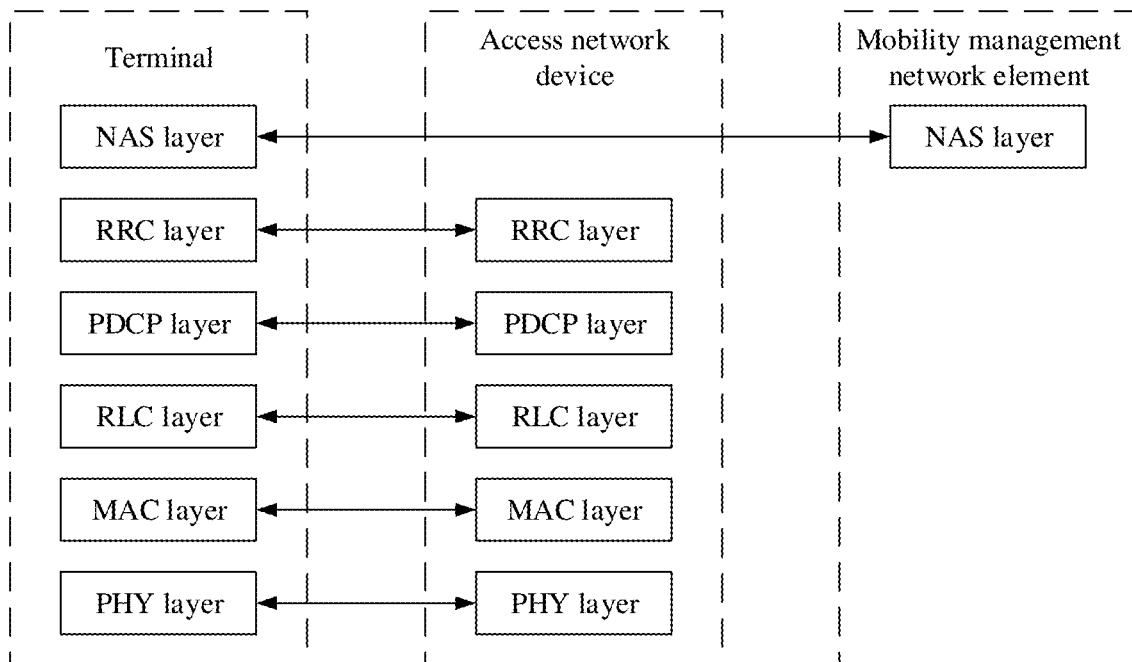 Terminal
Access network
device
Mobility management
network element
NAS layer
NAS layer
RRC layer
RRC layer
PDCP layer
PDCP layer
RLC layer
RLC layer
MAC layer
MAC layer
PHY layer
PHY layer